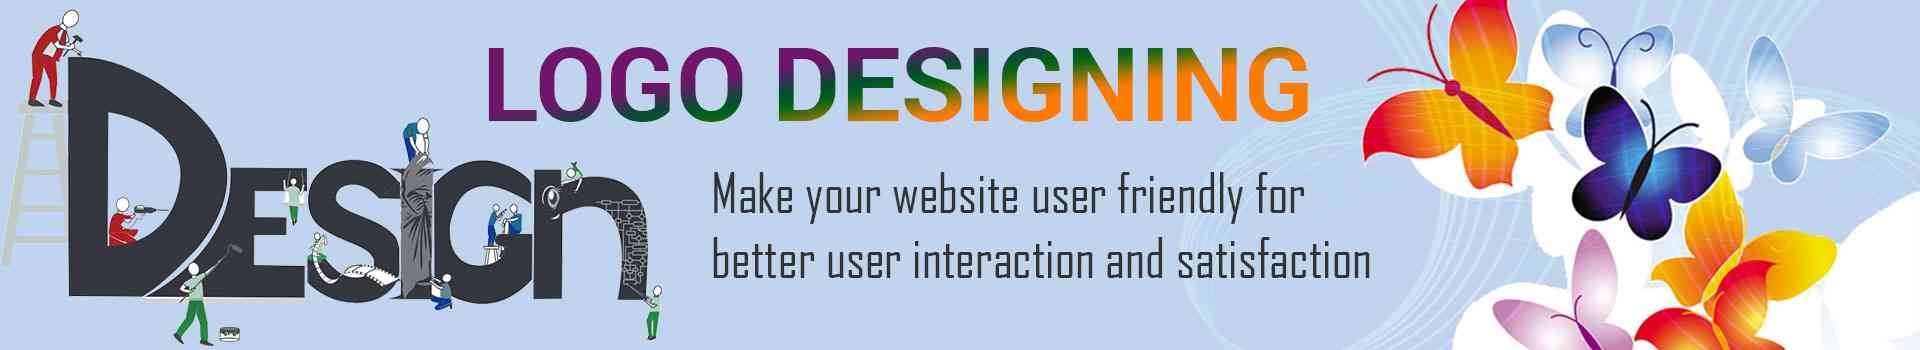 DESIGn
LOGO DESIGNING
Make your website user friendly for
better user interaction and satisfaction